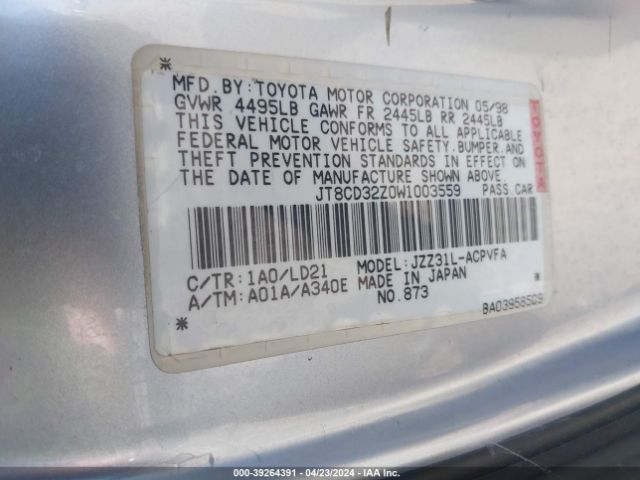 MFD.BY:TOYOTA MOTOR CORPORATION 05/98
GVWR 4495LB GAWR FR 2445LB RR 2445LB
THIS VEHICLE CONFORMS TO ALL APPLICABLE
FEDERAL MOTOR VEHICLE SAFETY.BUMPER.AND
THEFT PREVENTION STANDARDS IN EFFECT ON
THE DATE OF MANUFACTURE SHOWN ABOVE.
JT8CD32Z0W1003559 PASS.CAR
TOYOTA
C/TR:1A0/LD21 MODEL:JZZ31L-ACPVFA
A/TM:A01A/A340E MADE IN JAPAN
NO.873 BA03958509
000-39264391 - 04/23/2024 - IAA Inc.